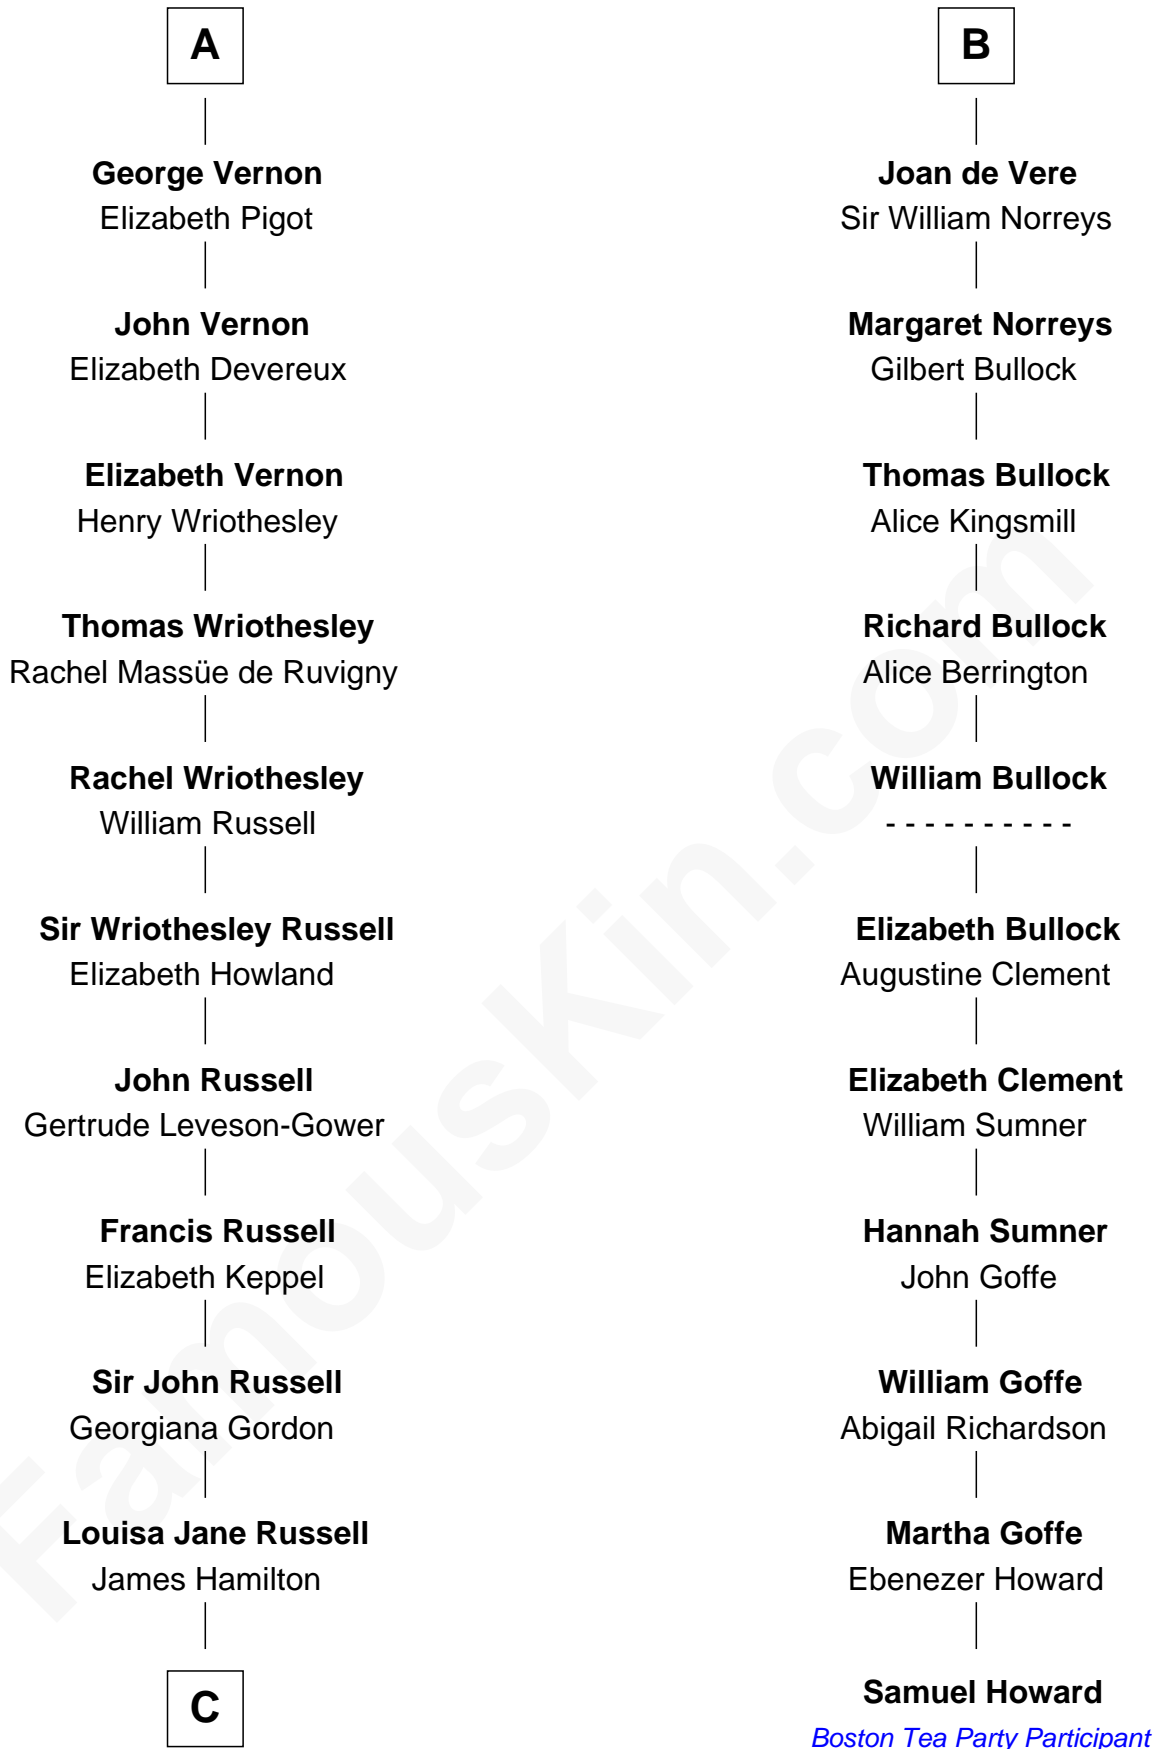 A
George Vernon
Elizabeth Pigot
John Vernon
Elizabeth Devereux
Elizabeth Vernon
Henry Wriothesley
Thomas Wriothesley
Rachel Massüe de Ruvigny
Rachel Wriothesley
William Russell
Sir Wriothesley Russell
Elizabeth Howland
John Russell
Gertrude Leveson-Gower
Francis Russell
Elizabeth Keppel
Sir John Russell
Georgiana Gordon
Louisa Jane Russell
James Hamilton
C
B
Joan de Vere
Sir William Norreys
Margaret Norreys
Gilbert Bullock
Thomas Bullock
Alice Kingsmill
Richard Bullock
Alice Berrington
William Bullock
- - - - - - - - - -
Elizabeth Bullock
Augustine Clement
Elizabeth Clement
William Sumner
Hannah Sumner
John Goffe
William Goffe
Abigail Richardson
Martha Goffe
Ebenezer Howard
Samuel Howard
Boston Tea Party Participant
FamousKin.com